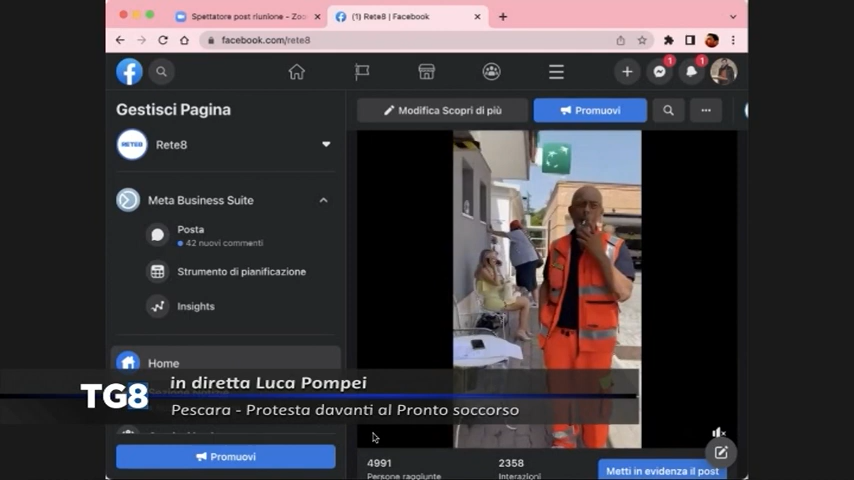 Spettatore post riunione - Zoo
(1) Rete8 | Facebook
facebook.com/rete8
1
1
Gestisci Pagina
Modifica Scopri di più
Promuovi
RETE8
Rete8
Meta Business Suite
Posta
42 nuovi commenti
Strumento di pianificazione
Insights
Home
in diretta Luca Pompei
TG8
Pescara - Protesta davanti al Pronto soccorso
Promuovi
4991
2358
Persone raggiunte
Interazioni
Metti in evidenza il post